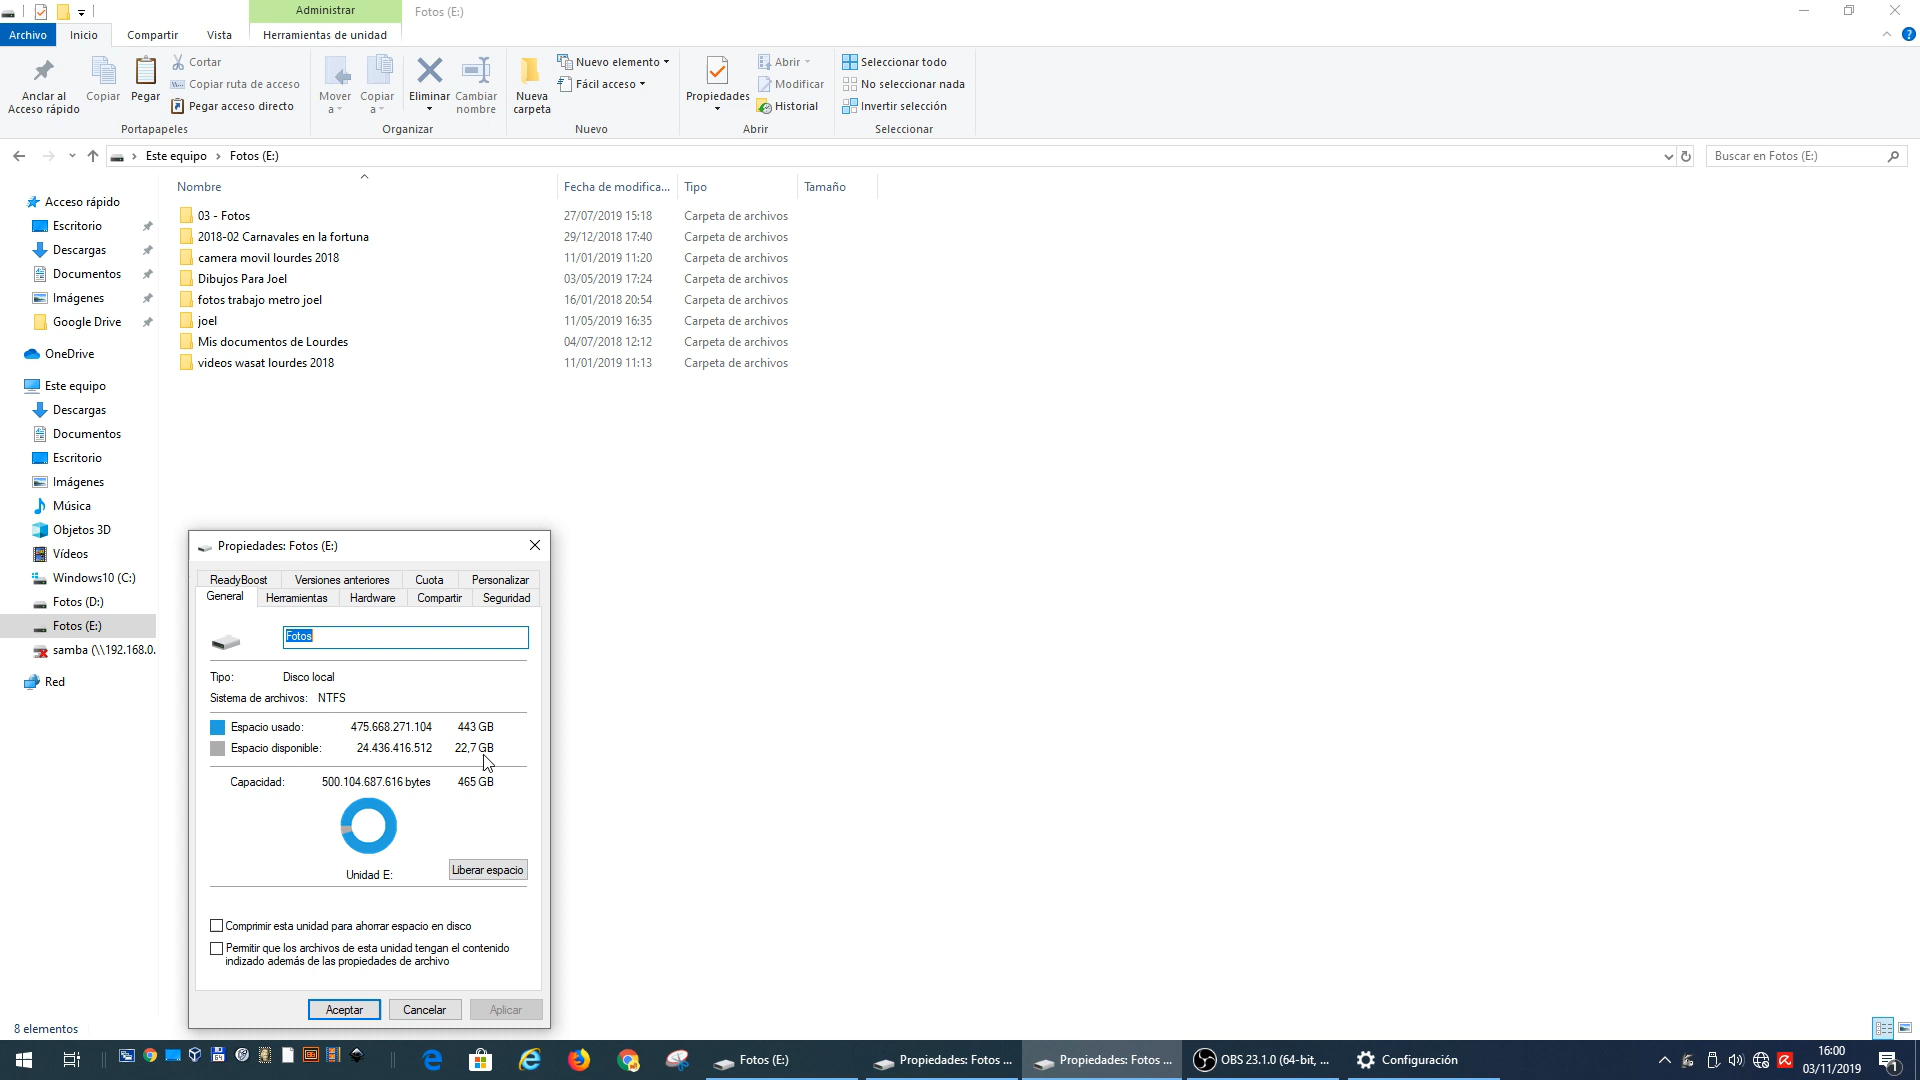 Administrar
Fotos (E:)
Archivo
Inicio
Compartir
Vista
Herramientas de unidad
Anclar al
Acceso rápido
Copiar
Pegar
Cortar
Copiar ruta de acceso
Pegar acceso directo
Portapapeles
Mover
a
Copiar
a
Eliminar
Cambiar
nombre
Organizar
Nueva
carpeta
Nuevo elemento
Fácil acceso
Nuevo
Propiedades
Abrir
Modificar
Historial
Abrir
Seleccionar todo
No seleccionar nada
Invertir selección
Seleccionar
Este equipo
Fotos (E:)
Buscar en Fotos (E:)
Nombre Fecha de modifica... Tipo Tamaño
03 - Fotos 27/07/2019 15:18 Carpeta de archivos
2018-02 Carnavales en la fortuna 29/12/2018 17:40 Carpeta de archivos
camera movil lourdes 2018 11/01/2019 11:20 Carpeta de archivos
Dibujos Para Joel 03/05/2019 17:24 Carpeta de archivos
fotos trabajo metro joel 16/01/2018 20:54 Carpeta de archivos
joel 11/05/2019 16:35 Carpeta de archivos
Mis documentos de Lourdes 04/07/2018 12:12 Carpeta de archivos
videos wasat lourdes 2018 11/01/2019 11:13 Carpeta de archivos
Acceso rápido
Escritorio
Descargas
Documentos
Imágenes
Google Drive
OneDrive
Este equipo
Descargas
Documentos
Escritorio
Imágenes
Música
Objetos 3D
Vídeos
Windows10 (C:)
Fotos (D:)
Fotos (E:)
samba (\\192.168.0.
Red
Propiedades: Fotos (E:)
ReadyBoost Versiones anteriores Cuota Personalizar
General Herramientas Hardware Compartir Seguridad
Fotos
Tipo: Disco local
Sistema de archivos: NTFS
Espacio usado: 475.668.271.104 443 GB
Espacio disponible: 24.436.416.512 22,7 GB
Capacidad: 500.104.687.616 bytes 465 GB
Unidad E:
Liberar espacio
Comprimir esta unidad para ahorrar espacio en disco
Permitir que los archivos de esta unidad tengan el contenido
indizado además de las propiedades de archivo
Aceptar Cancelar Aplicar
8 elementos
64
Fotos (E:)
Propiedades: Fotos ...
Propiedades: Fotos ...
OBS 23.1.0 (64-bit, ...
Configuración
16:00
03/11/2019
1